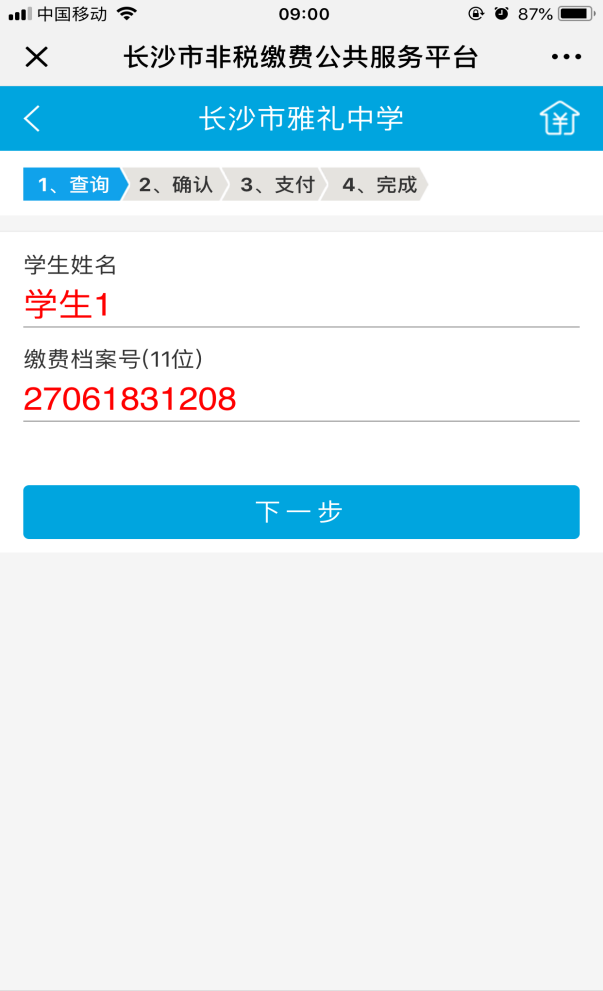 中国移动 09:00 87%
长沙市非税缴费公共服务平台
长沙市雅礼中学
1、查询 2、确认 3、支付 4、完成
学生姓名
学生1
缴费档案号(11位)
27061831208
下一步